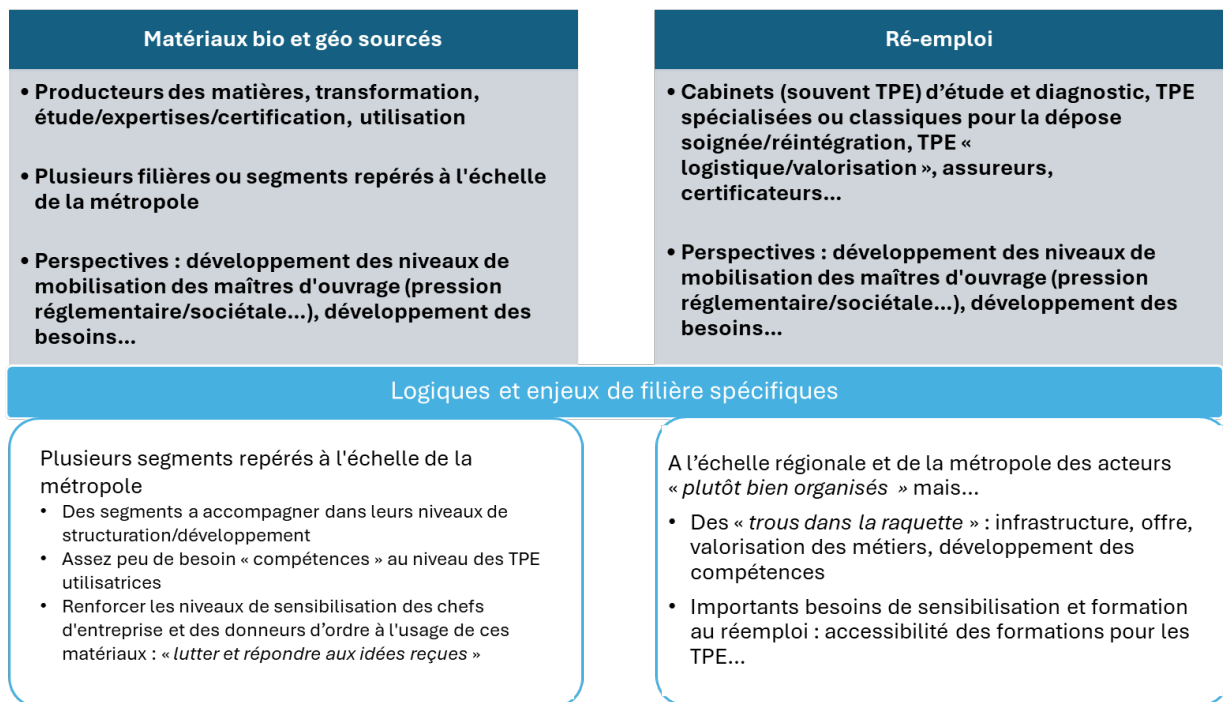 Matériaux bio et géo sourcés
• Producteurs des matières, transformation,
étude/expertises/certification, utilisation
• Plusieurs filières ou segments repérés à l'échelle
de la métropole
• Perspectives : développement des niveaux de
mobilisation des maîtres d'ouvrage (pression
réglementaire/sociétale...), développement des
besoins...
Ré-emploi
• Cabinets (souvent TPE) d’étude et diagnostic, TPE
spécialisées ou classiques pour la dépose
soignée/réintégration, TPE «
logistique/valorisation », assureurs,
certificateurs...
• Perspectives : développement des niveaux de
mobilisation des maîtres d'ouvrage (pression
réglementaire/sociétale...), développement des
besoins...
Logiques et enjeux de filière spécifiques
Plusieurs segments repérés à l'échelle de la
métropole
• Des segments a accompagner dans leurs niveaux de
structuration/développement
• Assez peu de besoin « compétences » au niveau des TPE
utilisatrices
• Renforcer les niveaux de sensibilisation des chefs
d'entreprise et des donneurs d’ordre à l'usage de ces
matériaux : « lutter et répondre aux idées reçues »
A l’échelle régionale et de la métropole des acteurs
« plutôt bien organisés » mais...
• Des « trous dans la raquette » : infrastructure, offre,
valorisation des métiers, développement des
compétences
• Importants besoins de sensibilisation et formation
au réemploi : accessibilité des formations pour les
TPE...